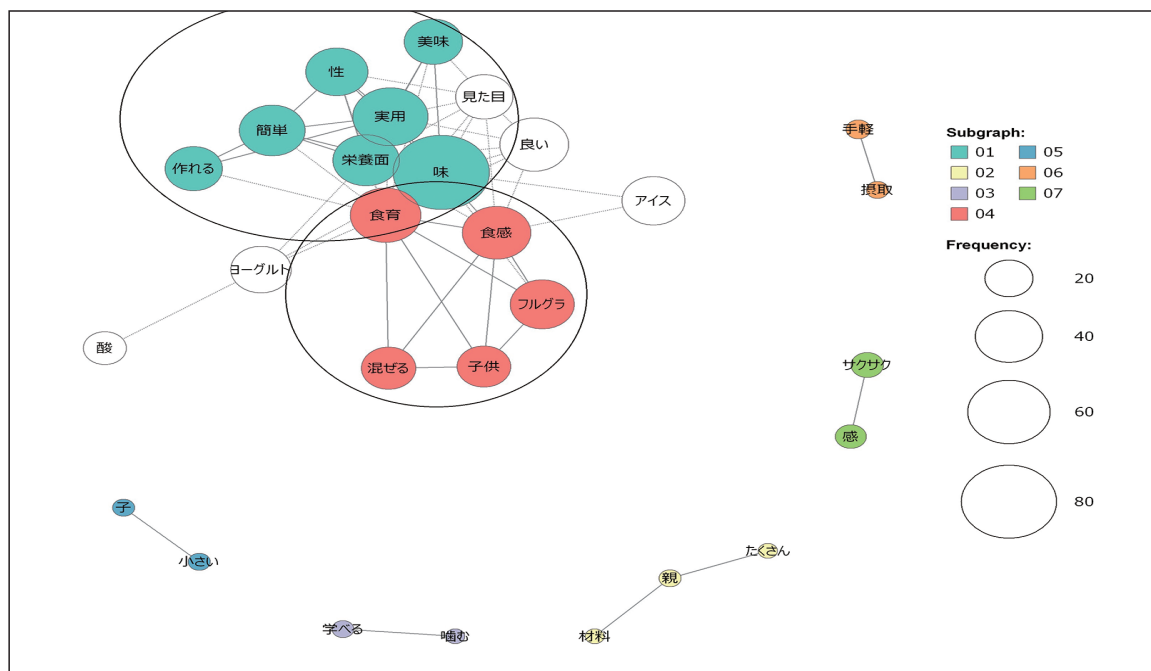 美味
性
見た目
実用
簡単
良い
栄養面
作れる
味
アイス
食育
食感
ヨーグルト
フルグラ
酸
混ぜる
子供
手軽
摂取
サクサク
感
子
小さい
たくさん
親
学べる
噛む
材料
Subgraph:
01 05
02 06
03 07
04
Frequency:
20
40
60
80